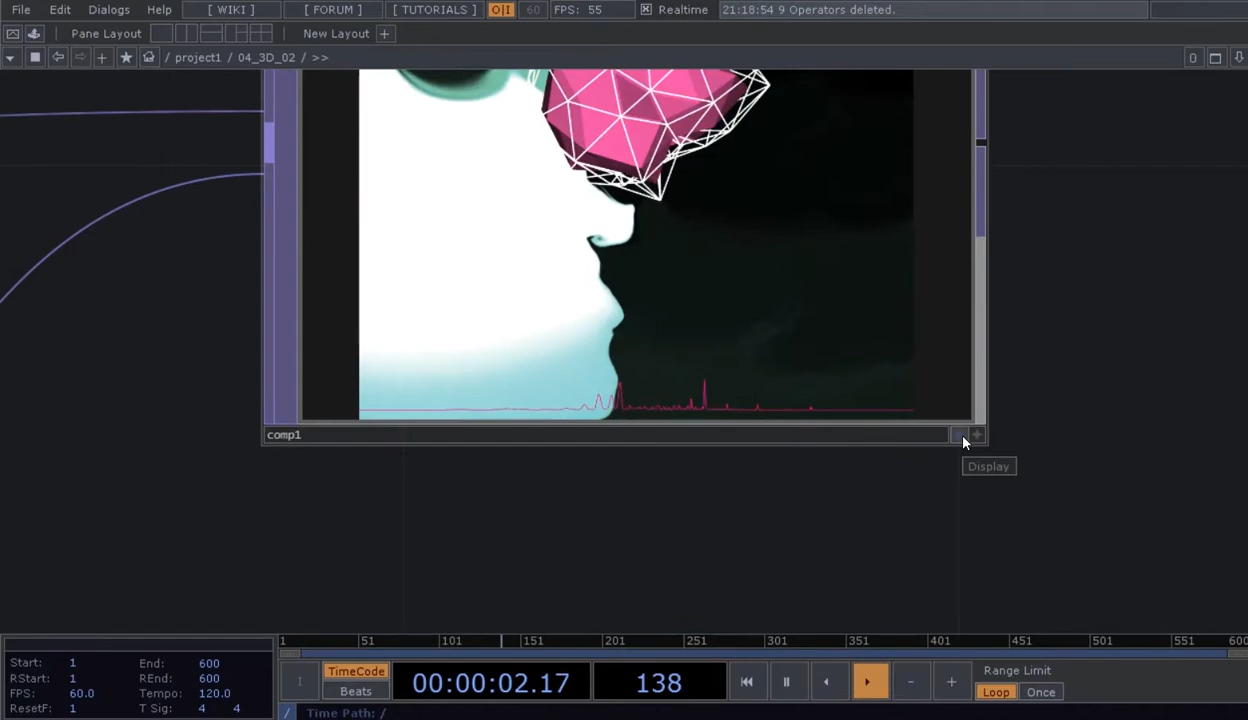 File Edit Dialogs Help [ WIKI ] [ FORUM ] [ TUTORIALS ] O|I 60 FPS: 55 Realtime 21:18:54 9 Operators deleted.
Pane Layout New Layout +
/ project1 / 04_3D_02 / >> 0
comp1
Display
1 51 101 151 201 251 301 351 401 451 501 551 600
Start: 1 End: 600
RStart: 1 REnd: 600
FPS: 60.0 Tempo: 120.0
ResetF: 1 T Sig: 4 4
TimeCode
Beats
00:00:02.17 138
Range Limit
Loop Once
/ Time Path: /